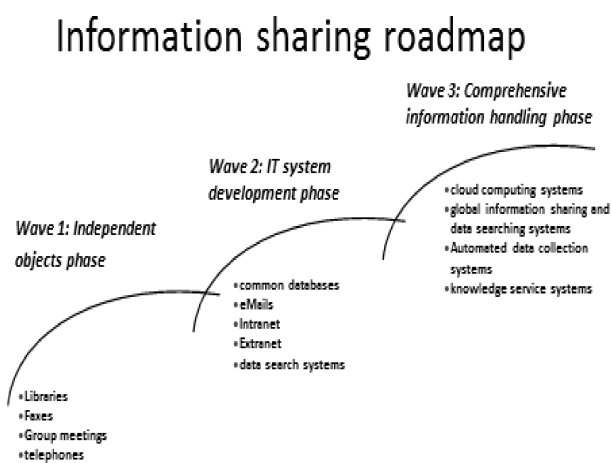 Information sharing roadmap
Wave 3: Comprehensive
information handling phase
•cloud computing systems
•global information sharing and
data searching systems
•Automated data collection
systems
•knowledge service systems
Wave 2: IT system
development phase
•common databases
•eMails
•Intranet
•Extranet
•data search systems
Wave 1: Independent
objects phase
•Libraries
•Faxes
•Group meetings
•telephones